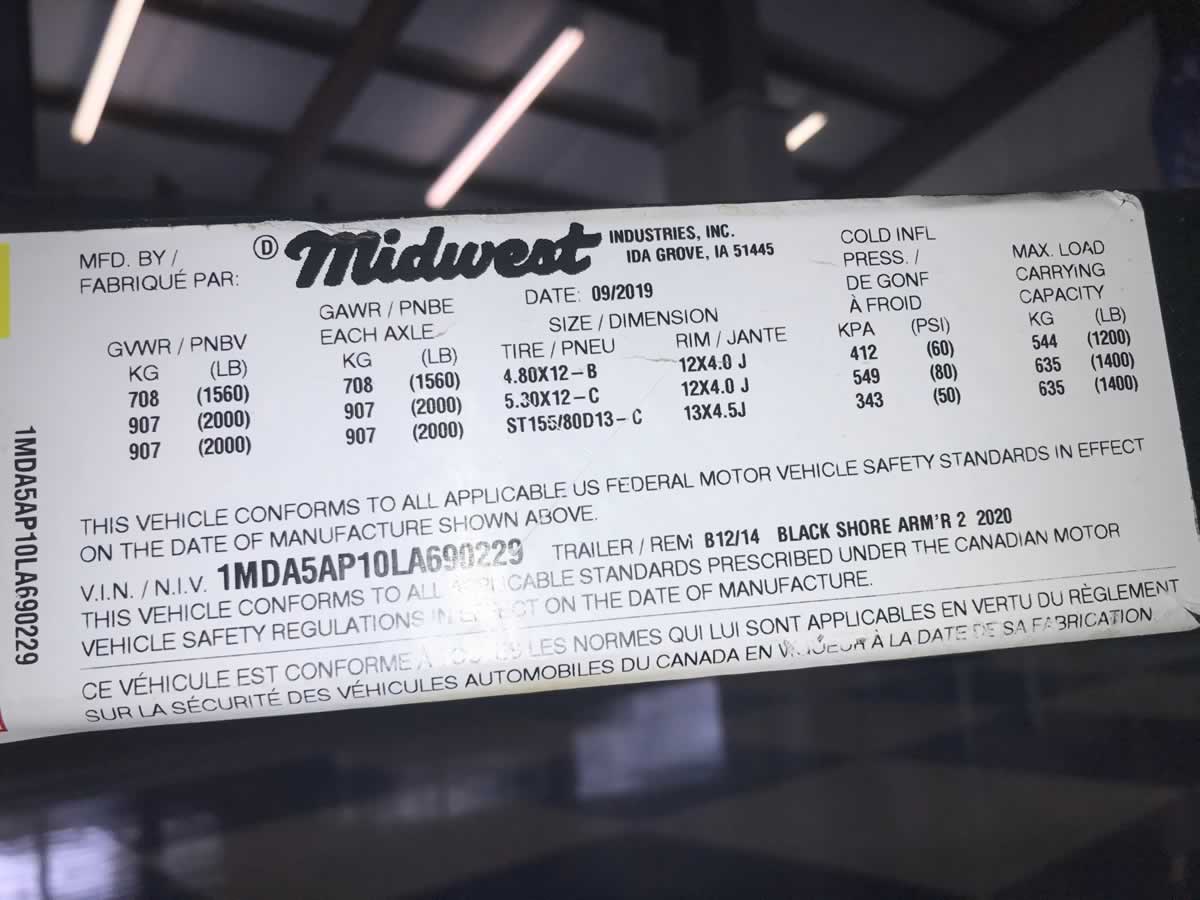 MFD. BY /
FABRIQUÉ PAR:
Ⓓ Midwest INDUSTRIES, INC.
IDA GROVE, IA 51445
DATE: 09/2019
GVWR / PNBV GAWR / PNBE EACH AXLE SIZE / DIMENSION COLD INFL PRESS. / DE GONF À FROID MAX. LOAD CARRYING CAPACITY
KG (LB) KG (LB) TIRE / PNEU RIM / JANTE KPA (PSI) KG (LB)
708 (1560) 708 (1560) 4.80X12-B 12X4.0 J 412 (60) 544 (1200)
907 (2000) 907 (2000) 5.30X12-C 12X4.0 J 549 (80) 635 (1400)
907 (2000) 907 (2000) ST155/80D13-C 13X4.5J 343 (50) 635 (1400)
THIS VEHICLE CONFORMS TO ALL APPLICABLE US FEDERAL MOTOR VEHICLE SAFETY STANDARDS IN EFFECT
ON THE DATE OF MANUFACTURE SHOWN ABOVE.
V.I.N. / N.I.V. 1MDA5AP10LA690229 TRAILER / REM B12/14 BLACK SHORE ARM'R 2 2020
THIS VEHICLE CONFORMS TO ALL APPLICABLE STANDARDS PRESCRIBED UNDER THE CANADIAN MOTOR
VEHICLE SAFETY REGULATIONS IN EFFECT ON THE DATE OF MANUFACTURE.
CE VÉHICULE EST CONFORME À TOUTES LES NORMES QUI LUI SONT APPLICABLES EN VERTU DU RÈGLEMENT
SUR LA SÉCURITÉ DES VÉHICULES AUTOMOBILES DU CANADA EN VIGUEUR À LA DATE DE SA FABRICATION
1MDA5AP10LA690229